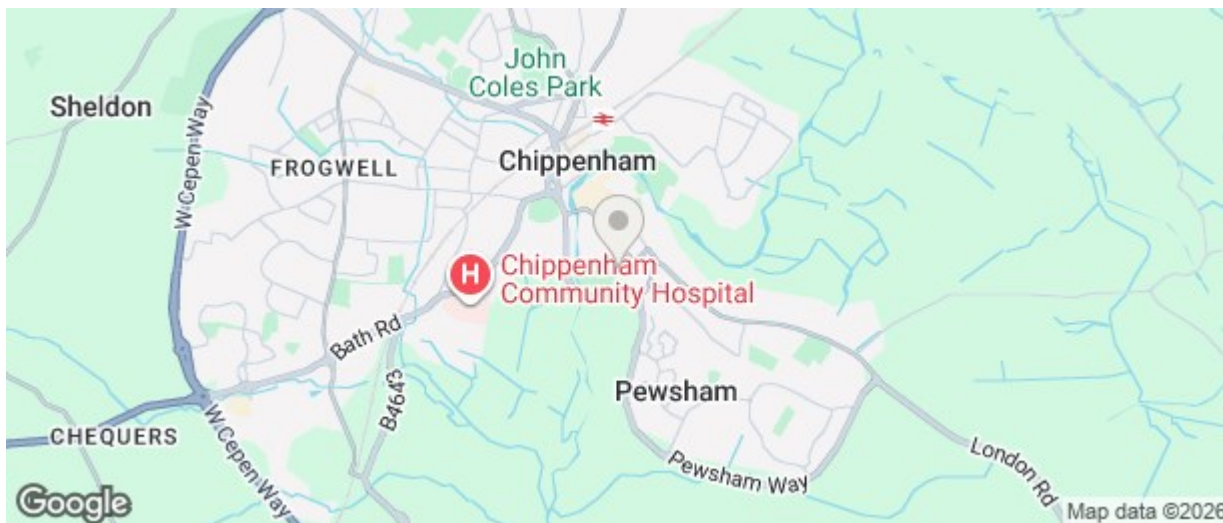 John
Coles Park
Sheldon
W Cepen Way
FROGWELL
Chippenham
H
Chippenham
Community Hospital
Bath Rd
B4643
Pewsham
CHEQUERS
W Cepen Way
Pewsham Way
London Rd
Google
Map data ©2026